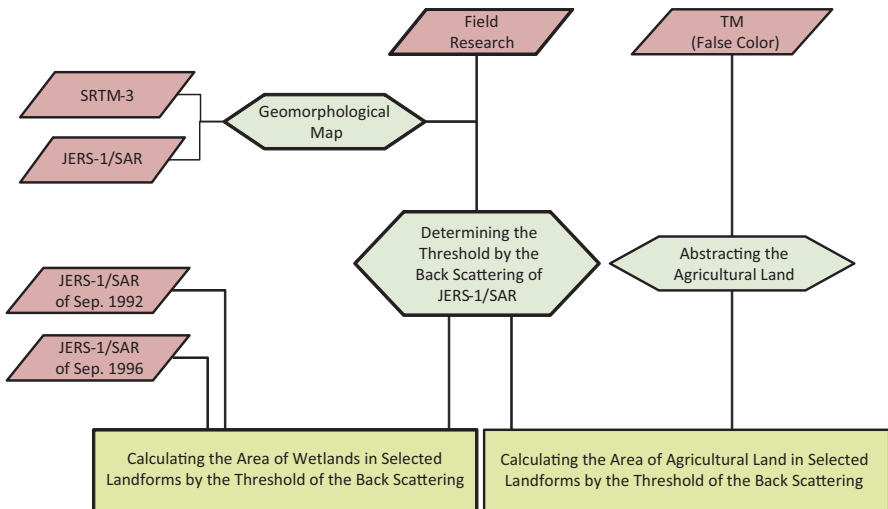 Field
Research
TM
(False Color)
SRTM-3
Geomorphological
Map
JERS-1/SAR
Determining the
Threshold by the
Back Scattering of
JERS-1/SAR
Abstracting the
Agricultural Land
JERS-1/SAR
of Sep. 1992
JERS-1/SAR
of Sep. 1996
Calculating the Area of Wetlands in Selected
Landforms by the Threshold of the Back Scattering
Calculating the Area of Agricultural Land in Selected
Landforms by the Threshold of the Back Scattering